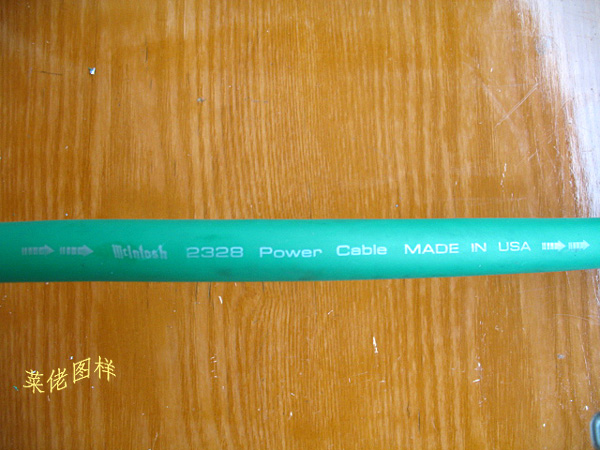 McIntosh 2328 Power Cable MADE IN USA
菜佬图样